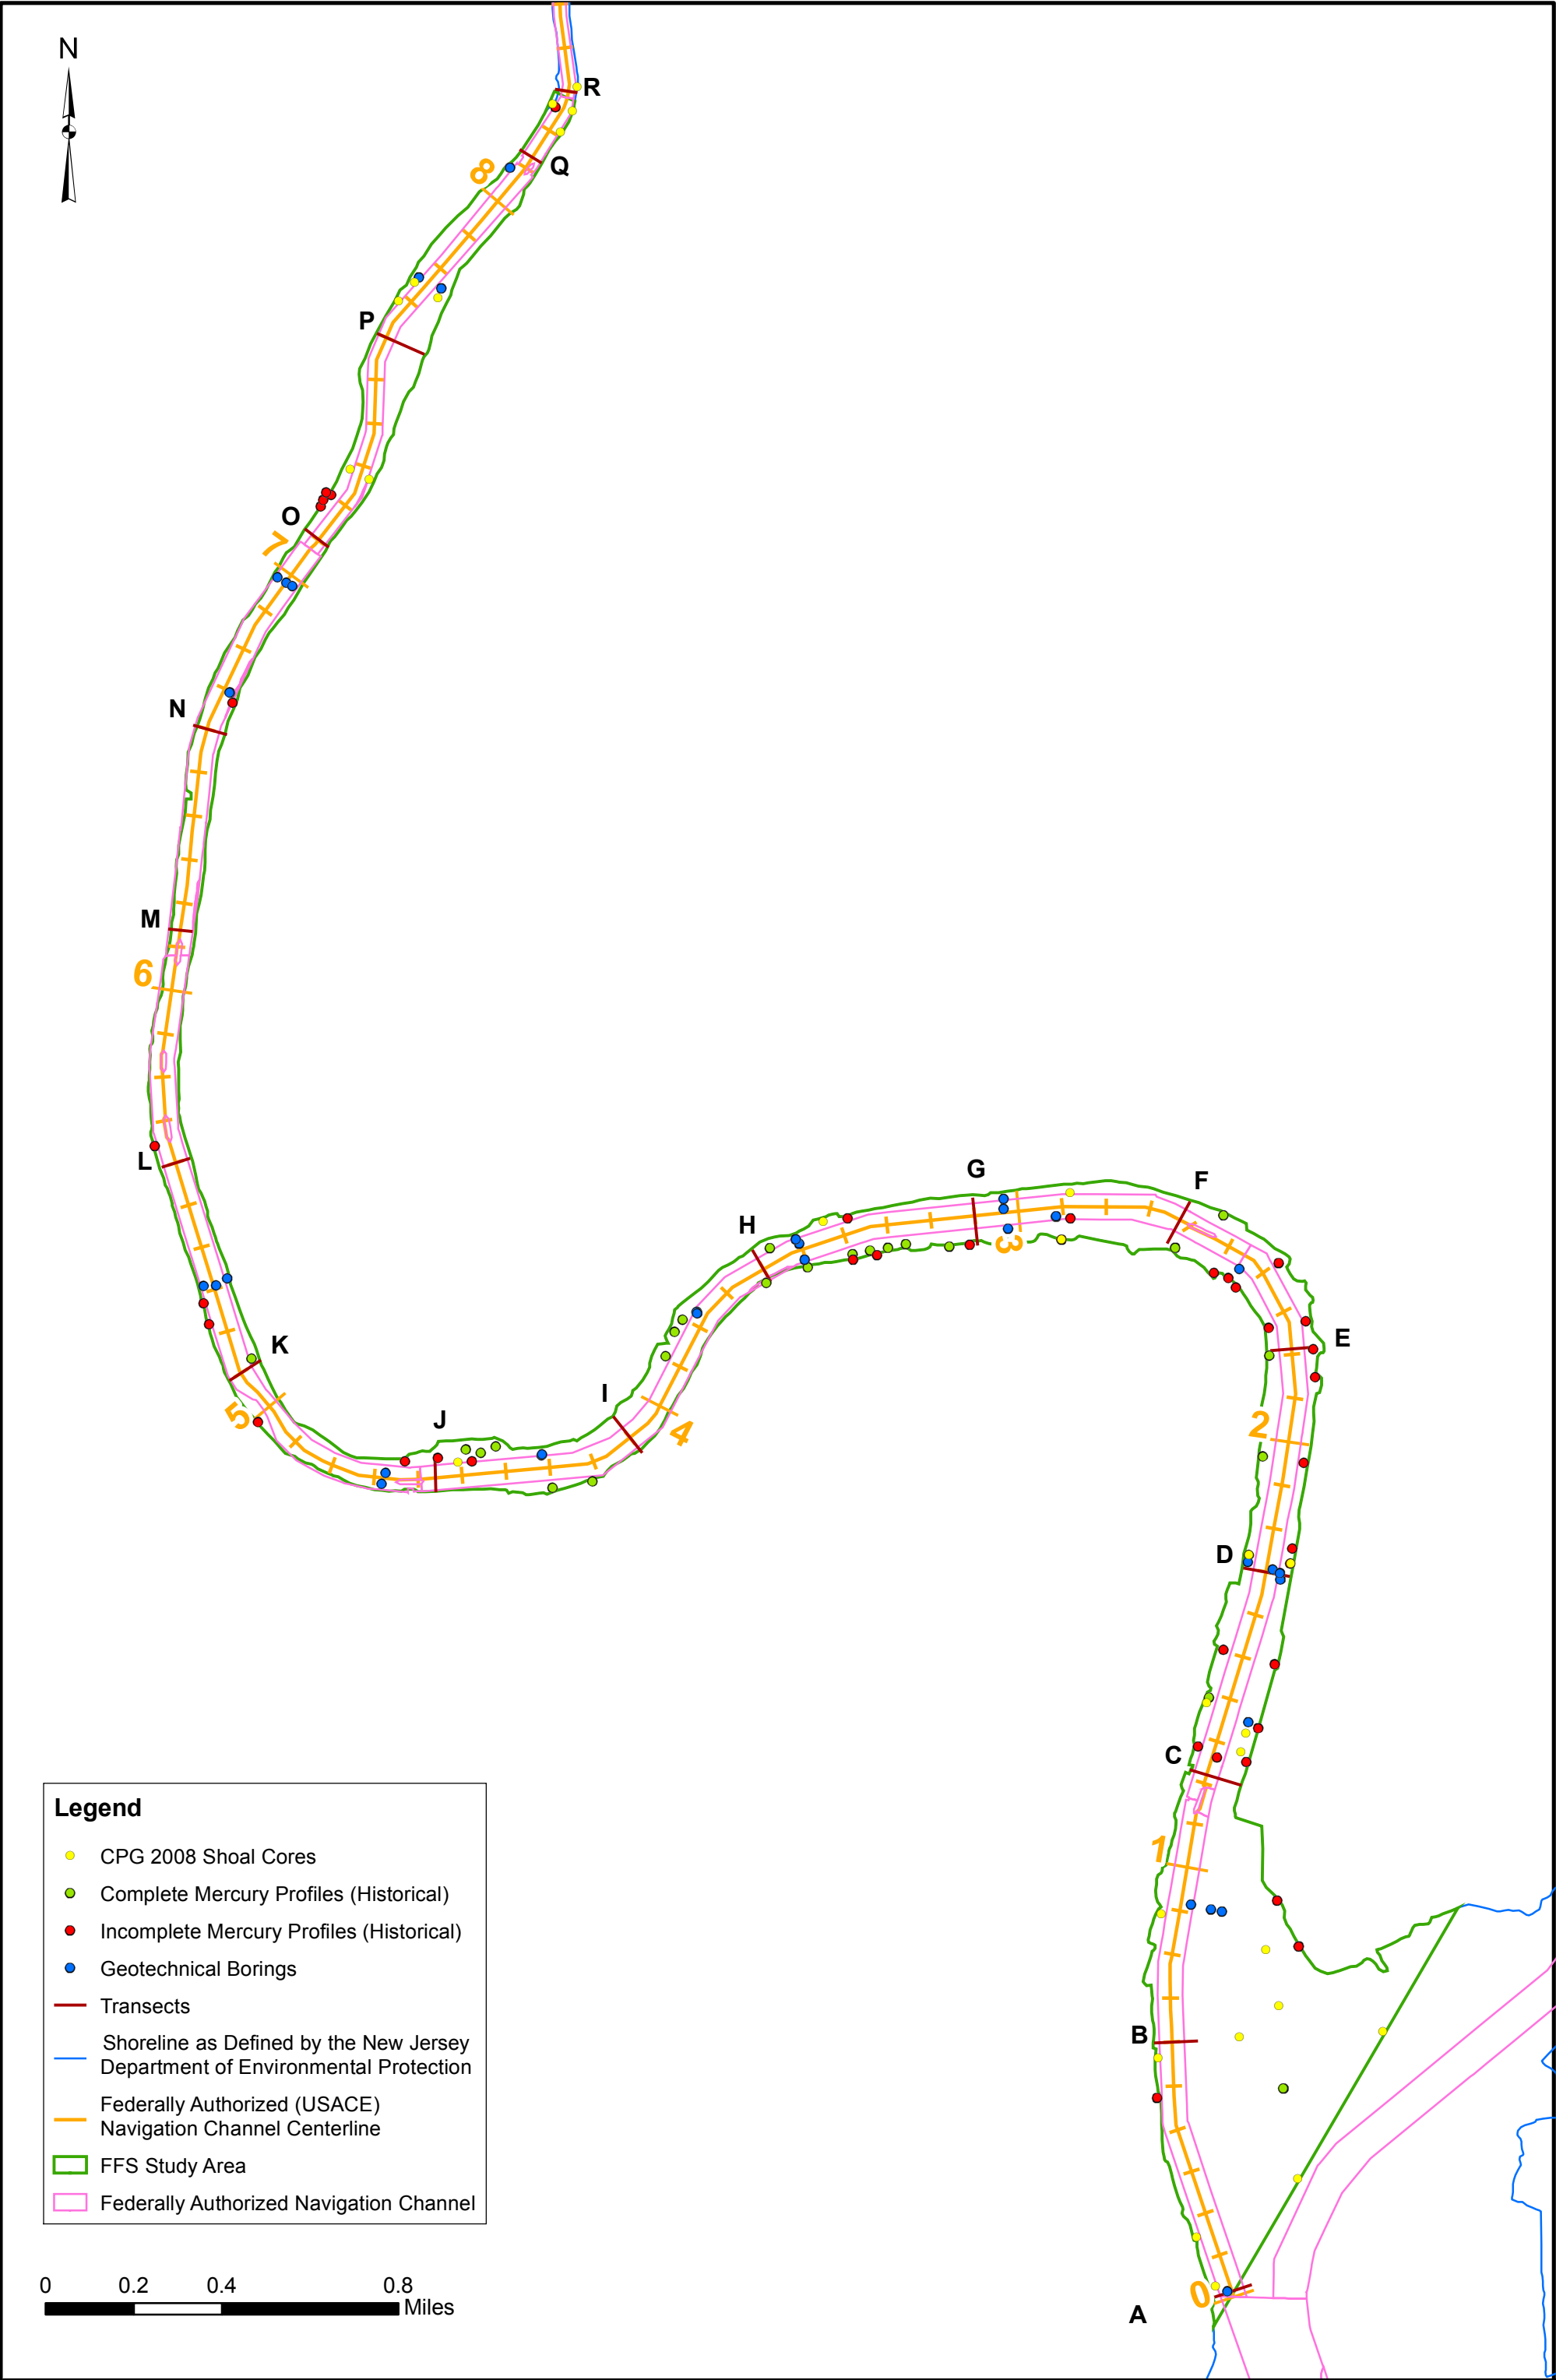 N
R
Q
8
P
O
7
N
M
6
L
G
F
H
3
K
E
I
J
5
4
2
D
C
1
B
0
A
Legend
CPG 2008 Shoal Cores
Complete Mercury Profiles (Historical)
Incomplete Mercury Profiles (Historical)
Geotechnical Borings
Transects
Shoreline as Defined by the New Jersey
Department of Environmental Protection
Federally Authorized (USACE)
Navigation Channel Centerline
FFS Study Area
Federally Authorized Navigation Channel
0 0.2 0.4 0.8
Miles